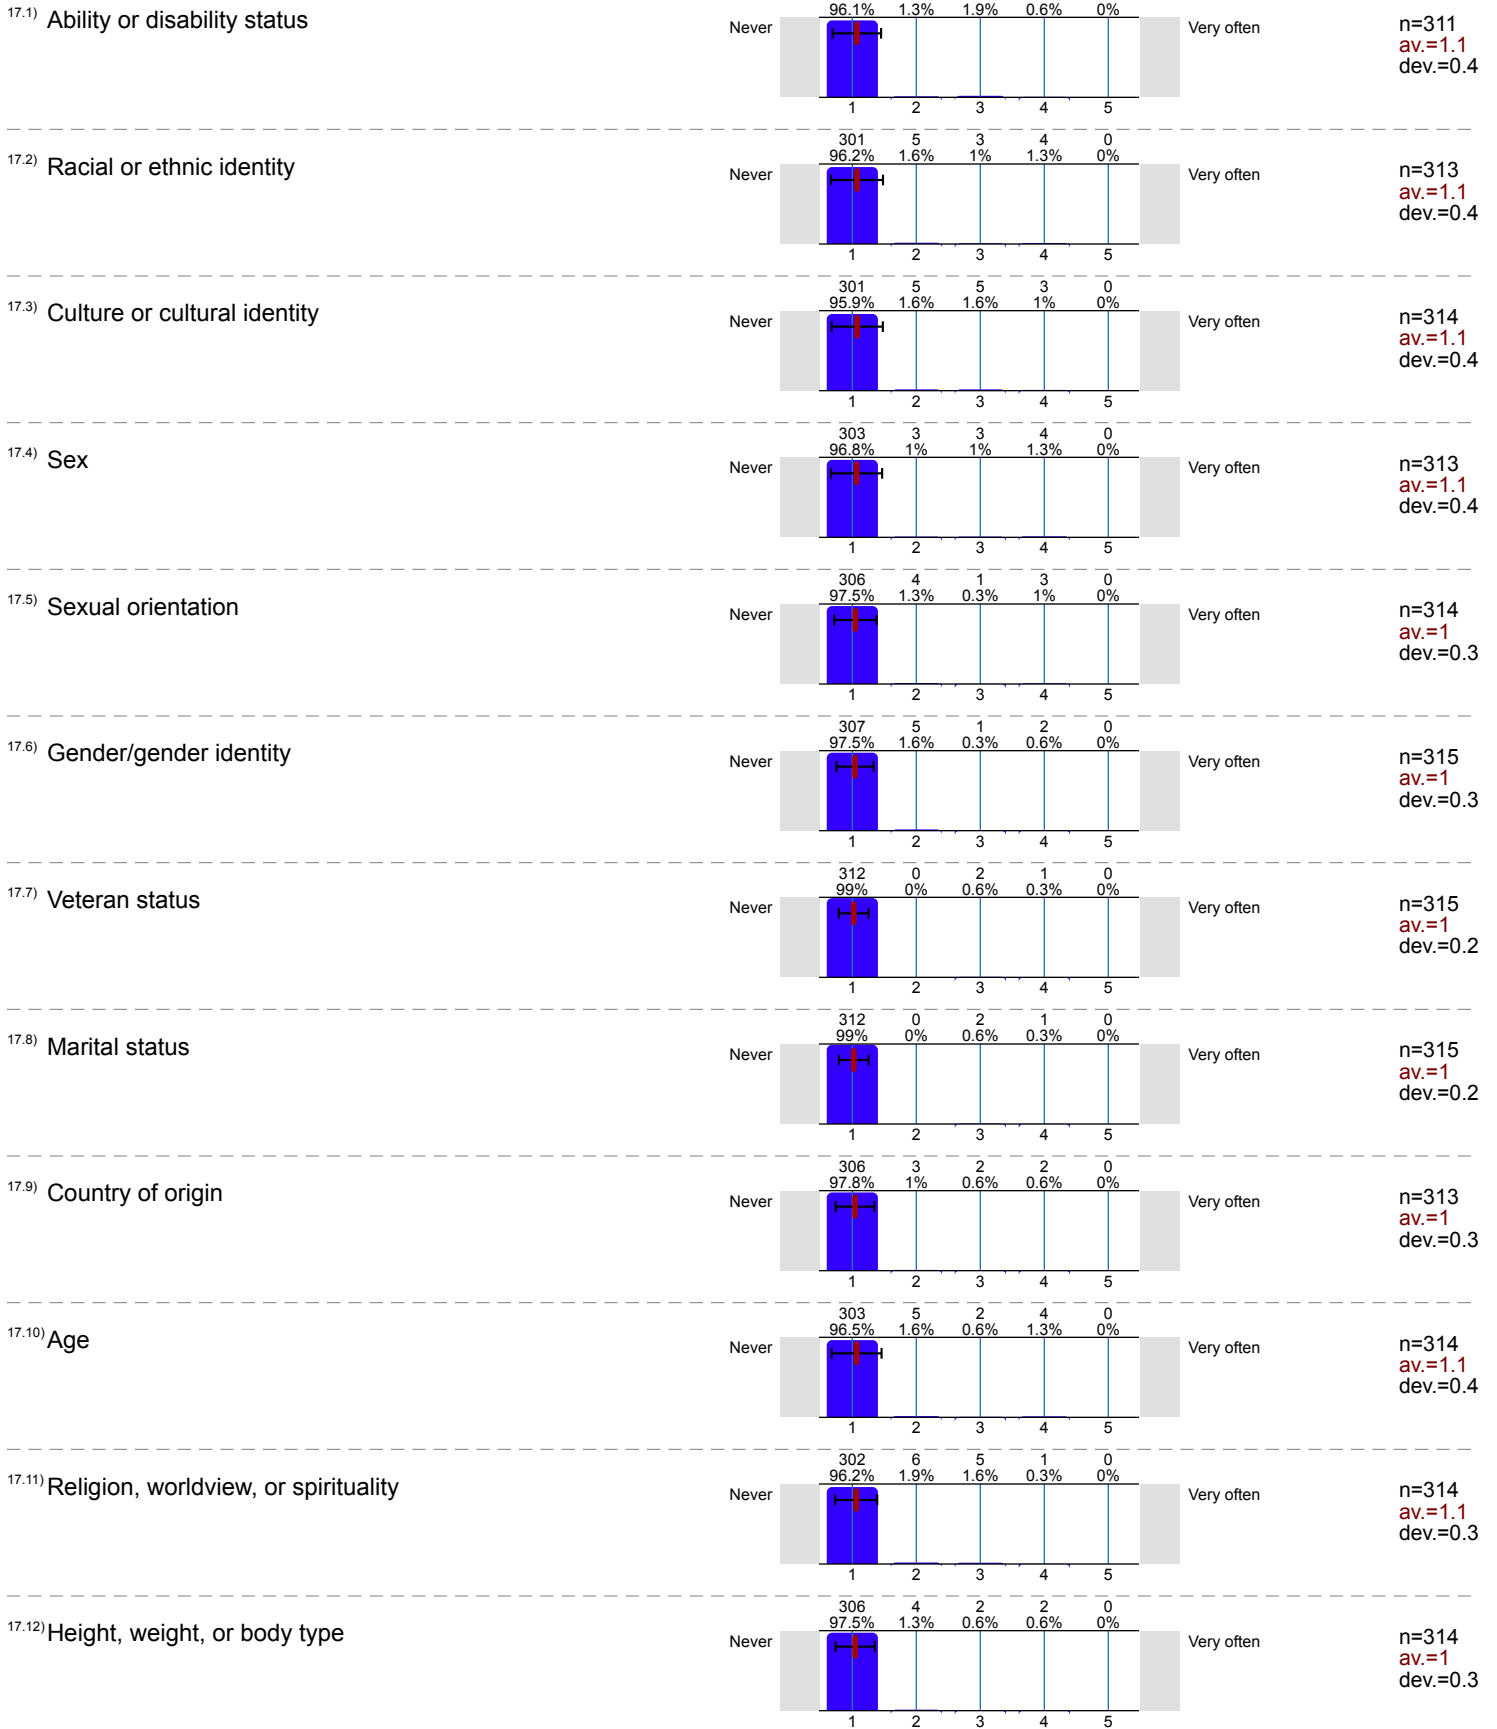 17.1) Ability or disability status
96.1% 1.3% 1.9% 0.6% 0%
Never Very often
n=311
av.=1.1
dev.=0.4
1 2 3 4 5
17.2) Racial or ethnic identity
301 5 3 4 0
96.2% 1.6% 1% 1.3% 0%
Never Very often
n=313
av.=1.1
dev.=0.4
1 2 3 4 5
17.3) Culture or cultural identity
301 5 5 3 0
95.9% 1.6% 1.6% 1% 0%
Never Very often
n=314
av.=1.1
dev.=0.4
1 2 3 4 5
17.4) Sex
303 3 3 4 0
96.8% 1% 1% 1.3% 0%
Never Very often
n=313
av.=1.1
dev.=0.4
1 2 3 4 5
17.5) Sexual orientation
306 4 1 3 0
97.5% 1.3% 0.3% 1% 0%
Never Very often
n=314
av.=1
dev.=0.3
1 2 3 4 5
17.6) Gender/gender identity
307 5 1 2 0
97.5% 1.6% 0.3% 0.6% 0%
Never Very often
n=315
av.=1
dev.=0.3
1 2 3 4 5
17.7) Veteran status
312 0 2 1 0
99% 0% 0.6% 0.3% 0%
Never Very often
n=315
av.=1
dev.=0.2
1 2 3 4 5
17.8) Marital status
312 0 2 1 0
99% 0% 0.6% 0.3% 0%
Never Very often
n=315
av.=1
dev.=0.2
1 2 3 4 5
17.9) Country of origin
306 3 2 2 0
97.8% 1% 0.6% 0.6% 0%
Never Very often
n=313
av.=1
dev.=0.3
1 2 3 4 5
17.10) Age
303 5 2 4 0
96.5% 1.6% 0.6% 1.3% 0%
Never Very often
n=314
av.=1.1
dev.=0.4
1 2 3 4 5
17.11) Religion, worldview, or spirituality
302 6 5 1 0
96.2% 1.9% 1.6% 0.3% 0%
Never Very often
n=314
av.=1.1
dev.=0.3
1 2 3 4 5
17.12) Height, weight, or body type
306 4 2 2 0
97.5% 1.3% 0.6% 0.6% 0%
Never Very often
n=314
av.=1
dev.=0.3
1 2 3 4 5